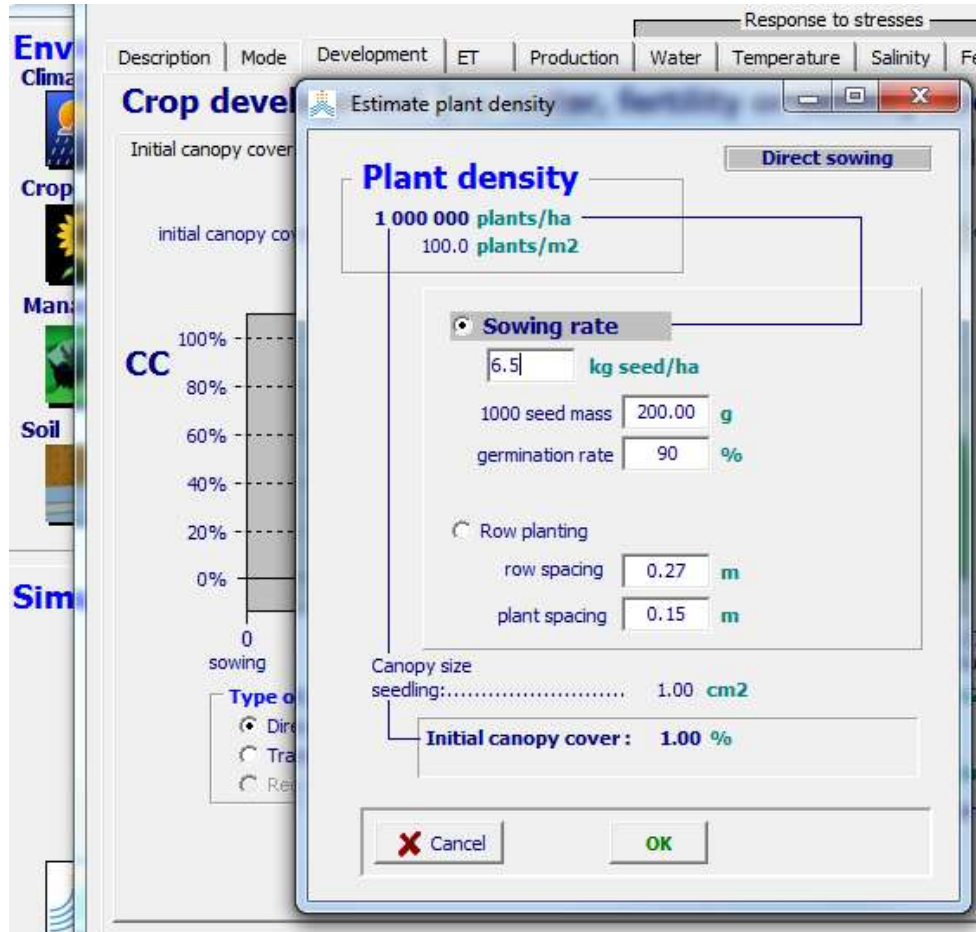 Response to stresses
Env
Description Mode Development ET Production Water Temperature Salinity Fe
Clima
Crop deve
Estimate plant density
Initial canopy cover
Direct sowing
Plant density
Crop
1 000 000 plants/ha
initial canopy cov
100.0 plants/m2
Mana
Sowing rate
100%
CC
6.5 kg seed/ha
80%
1000 seed mass 200.00 g
Soil
60%
germination rate 90 %
40%
20%
Row planting
0%
row spacing 0.27 m
Sim
plant spacing 0.15 m
0
sowing
Canopy size
seedling:........................... 1.00 cm2
Type o
Dire
Initial canopy cover : 1.00 %
Tra
Cancel OK